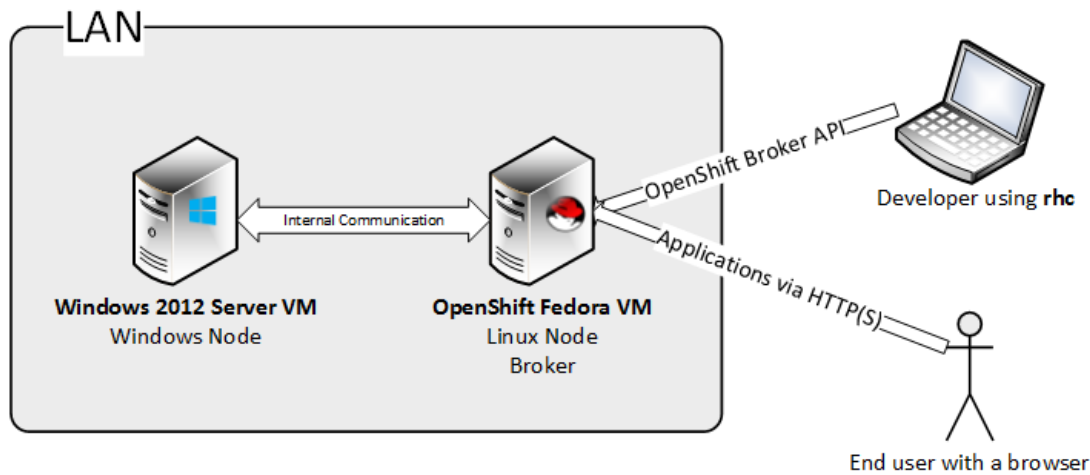 LAN
OpenShift Broker API
Developer using rhc
Internal Communication
Applications via HTTP(S)
Windows 2012 Server VM
Windows Node
OpenShift Fedora VM
Linux Node
Broker
End user with a browser